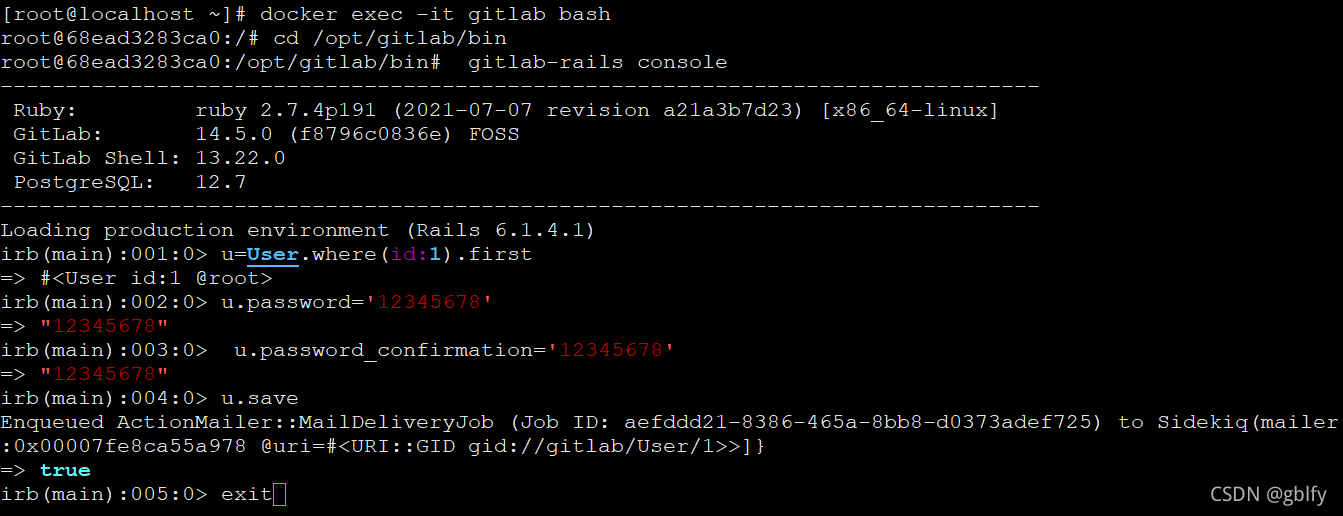 [root@localhost ~]# docker exec -it gitlab bash
root@68ead3283ca0:/# cd /opt/gitlab/bin
root@68ead3283ca0:/opt/gitlab/bin#  gitlab-rails console
--------------------------------------------------------------------------------
 Ruby:         ruby 2.7.4p191 (2021-07-07 revision a21a3b7d23) [x86_64-linux]
 GitLab:       14.5.0 (f8796c0836e) FOSS
 GitLab Shell: 13.22.0
 PostgreSQL:   12.7
--------------------------------------------------------------------------------
Loading production environment (Rails 6.1.4.1)
irb(main):001:0> u=User.where(id:1).first
=> #<User id:1 @root>
irb(main):002:0> u.password='12345678'
=> "12345678"
irb(main):003:0>  u.password_confirmation='12345678'
=> "12345678"
irb(main):004:0> u.save
Enqueued ActionMailer::MailDeliveryJob (Job ID: aefddd21-8386-465a-8bb8-d0373adef725) to Sidekiq(mailer
:0x00007fe8ca55a978 @uri=#<URI::GID gid://gitlab/User/1>>]}
=> true
irb(main):005:0> exit
CSDN @gblfy